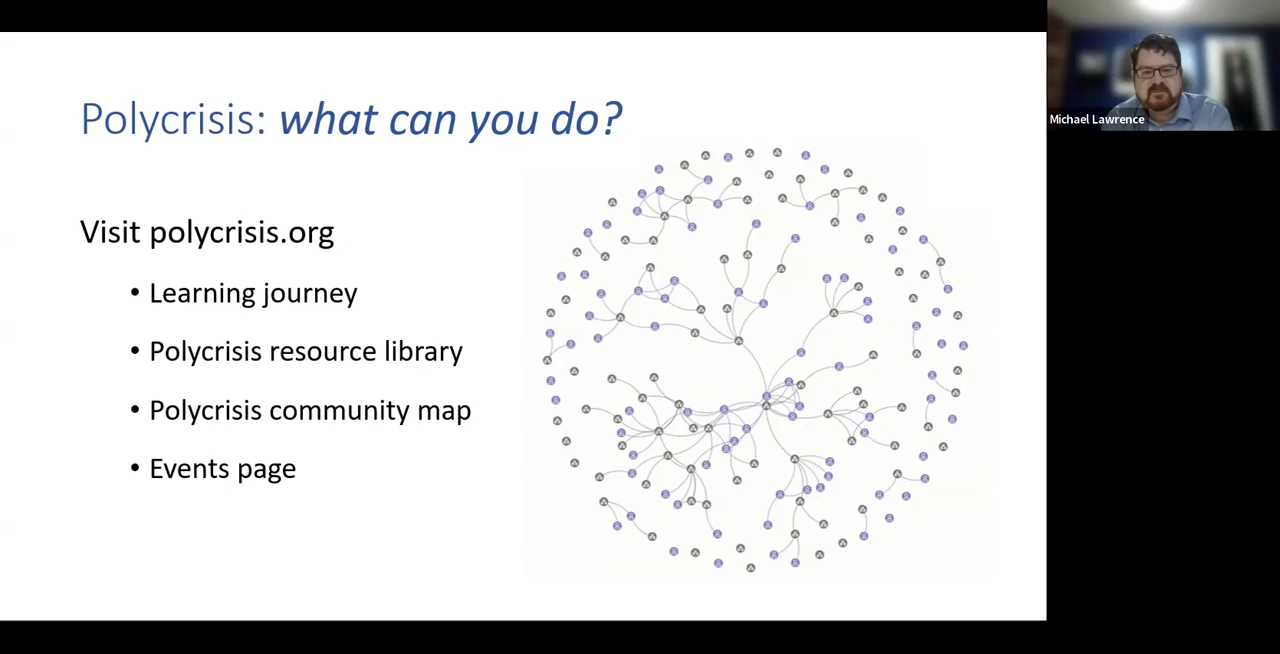 Polycrisis: what can you do?
Visit polycrisis.org
• Learning journey
• Polycrisis resource library
• Polycrisis community map
• Events page
Michael Lawrence